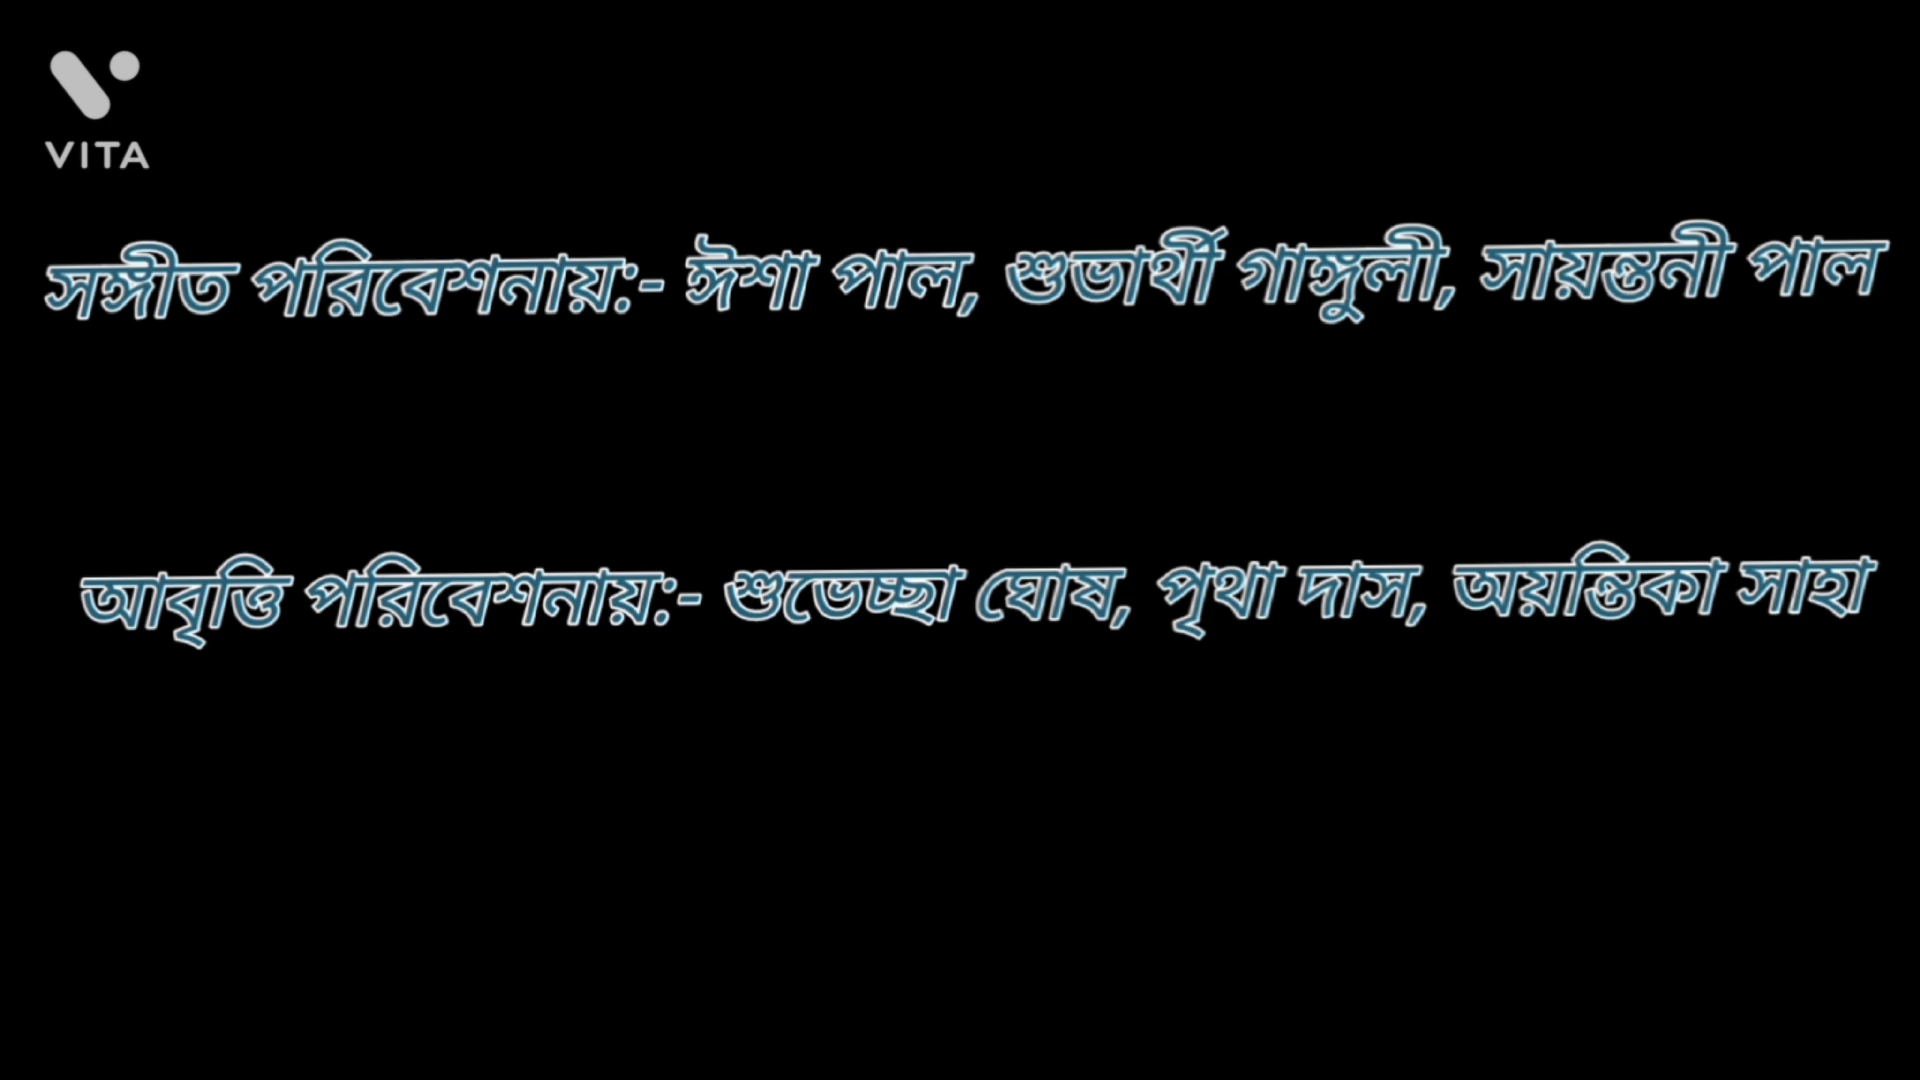 VITA
সঙ্গীত পরিবেশনায়:- ঈশা পাল, শুভার্থী গাঙ্গুলী, সায়ন্তনী পাল
আবৃত্তি পরিবেশনায়:- শুভেচ্ছা ঘোষ, পৃথা দাস, অয়ন্তিকা সাহা